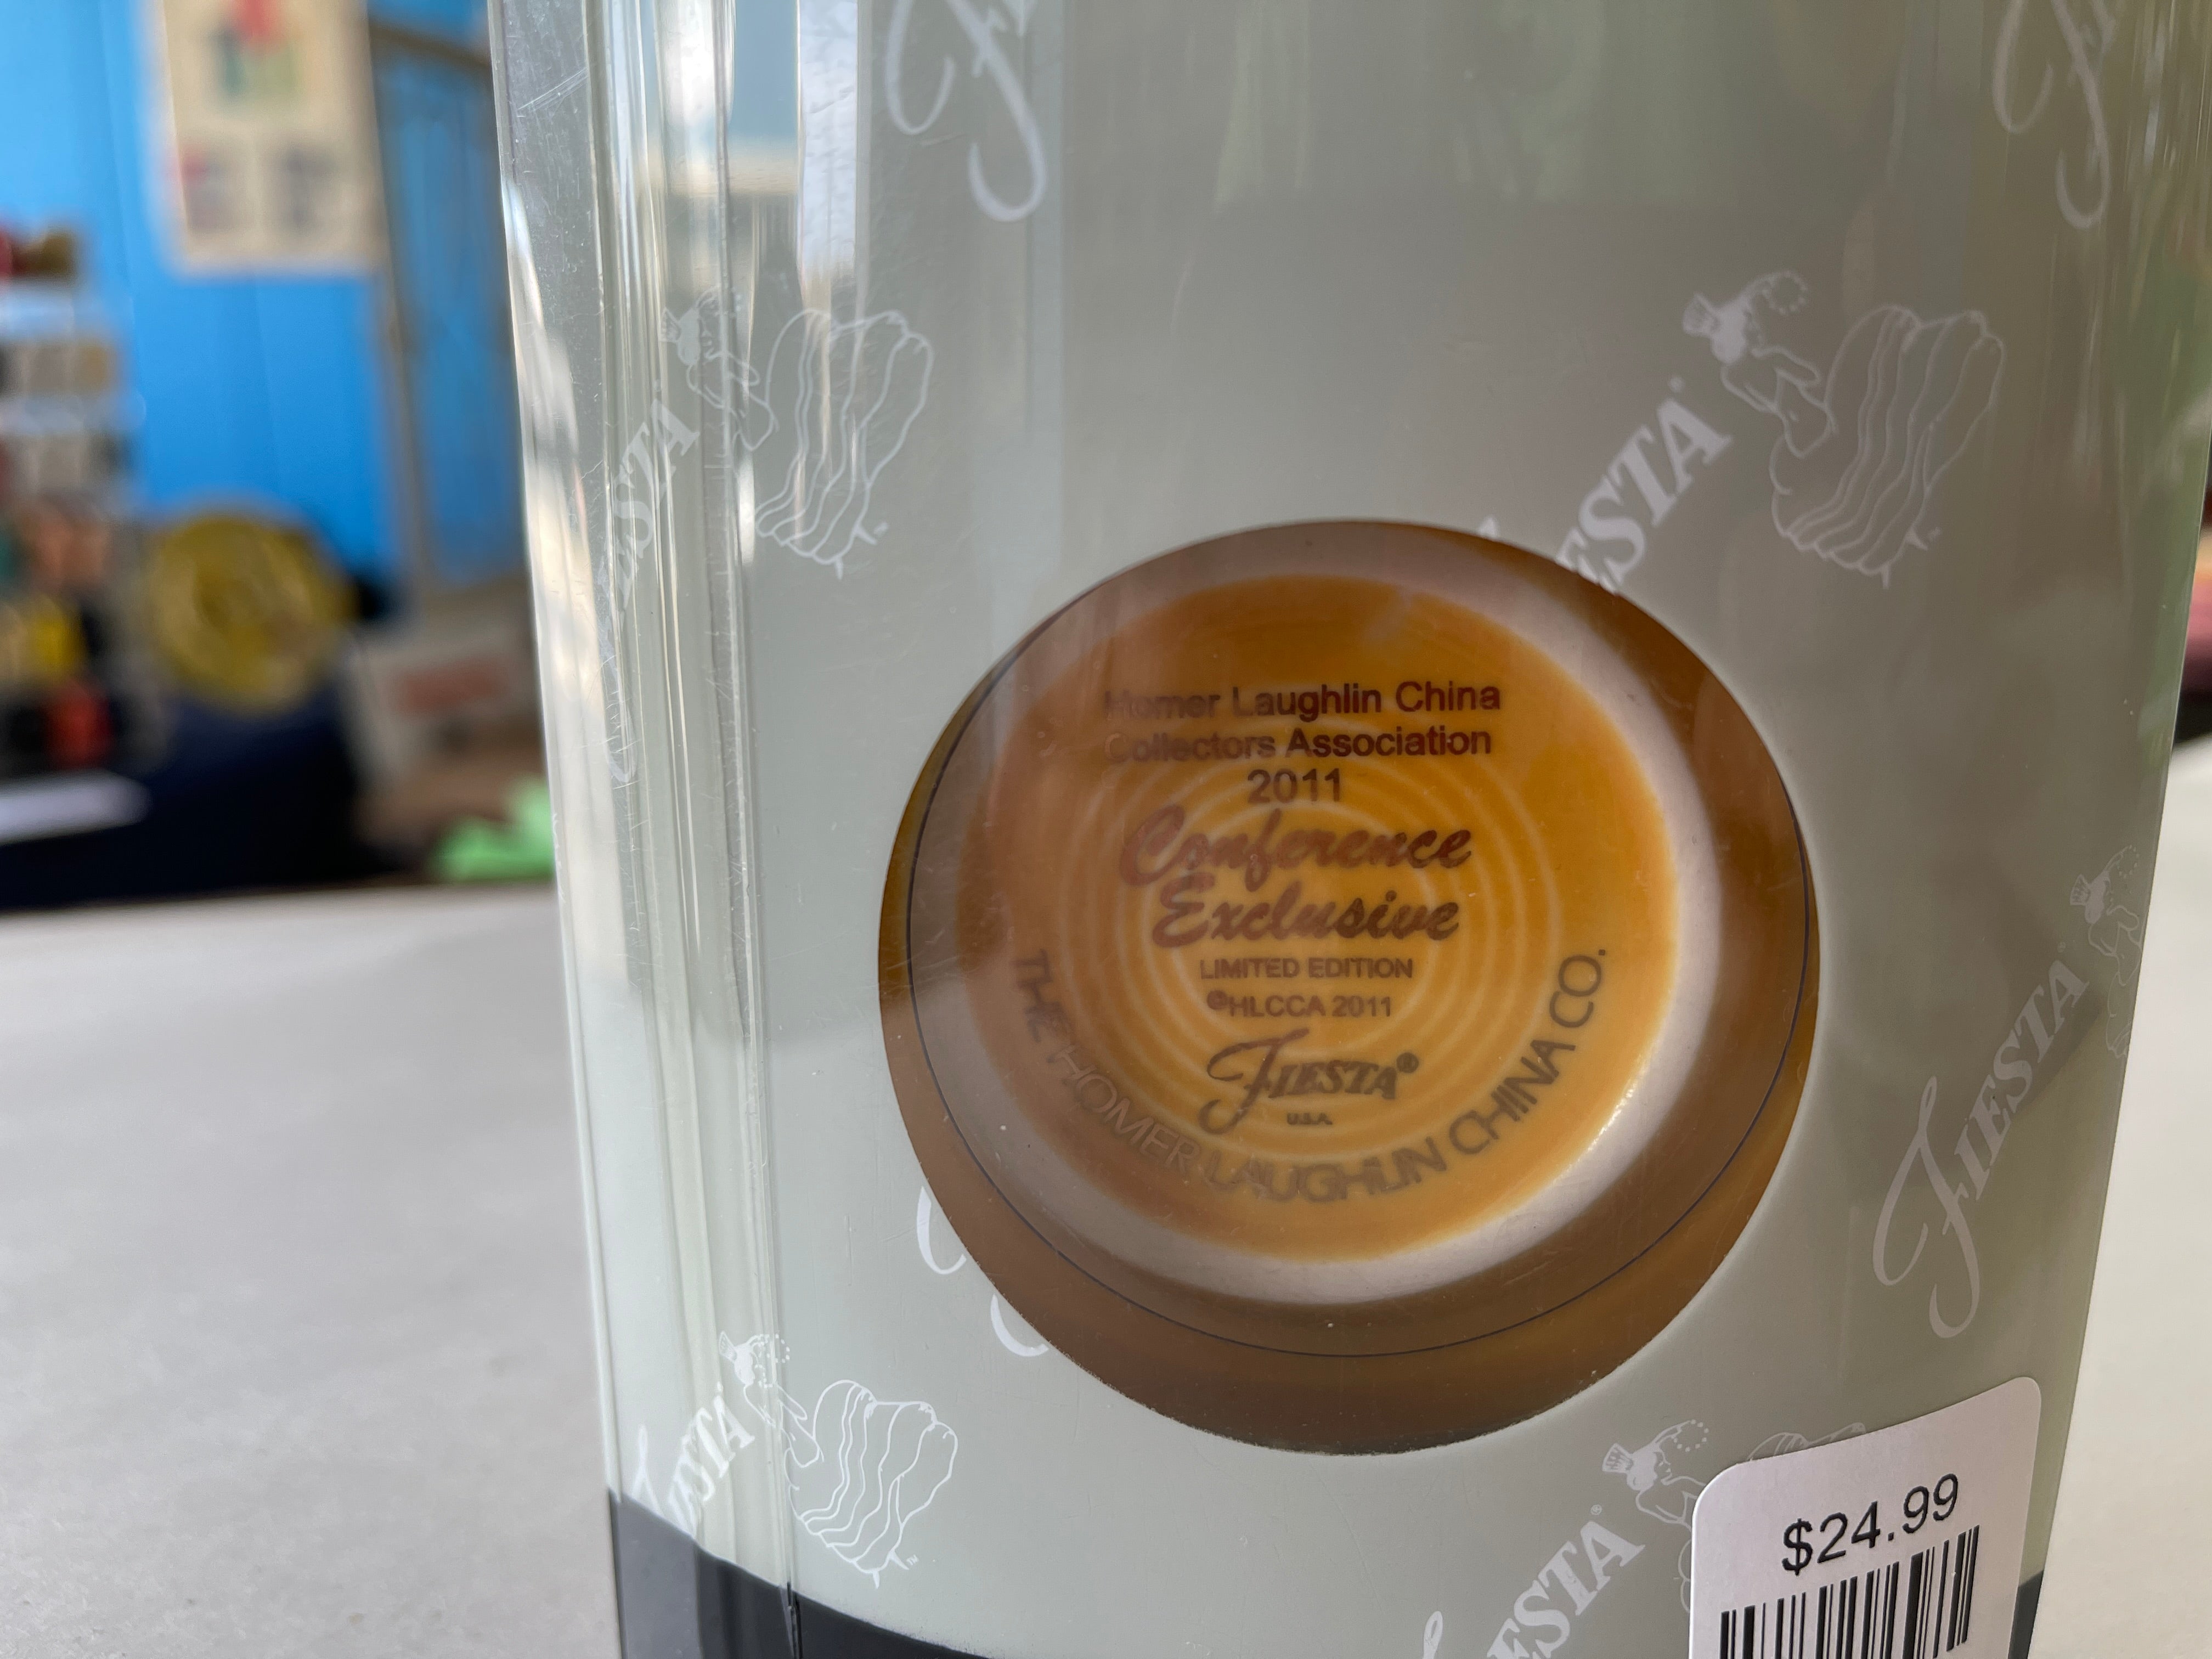 FIESTA®
FIESTA®
Homer Laughlin China
Collectors Association
2011
Conference
Exclusive
LIMITED EDITION
©HLCCA 2011
FIESTA®
U.S.A.
THE HOMER LAUGHLIN CHINA CO.
FIESTA®
FIESTA®
FIESTA®
$24.99